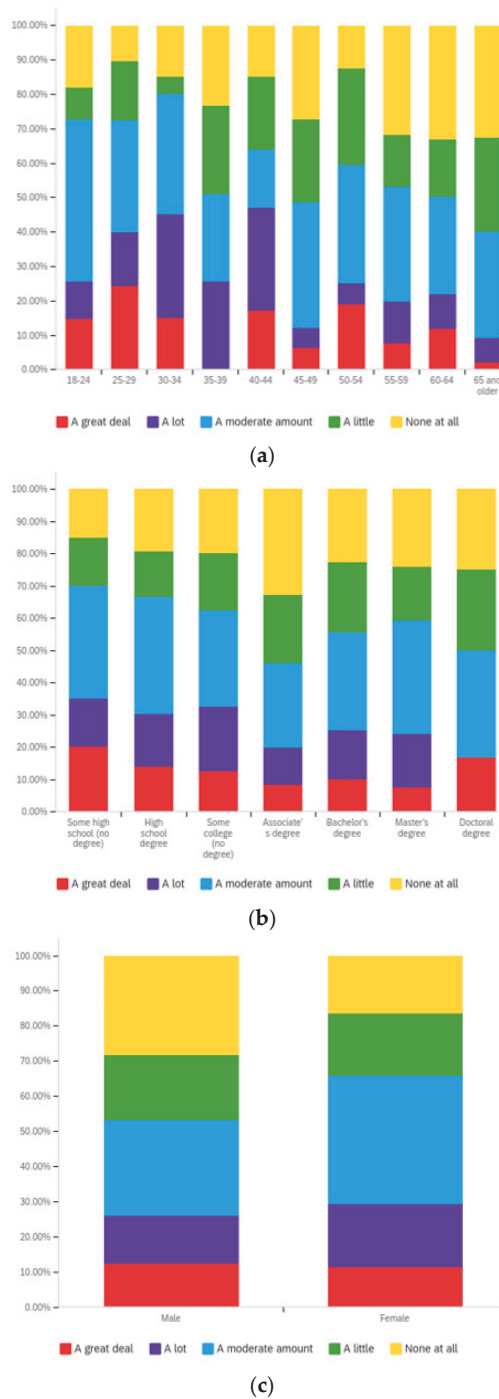 100.00%
90.00%
80.00%
70.00%
60.00%
50.00%
40.00%
30.00%
20.00%
10.00%
0.00%
18-24 25-29 30-34 35-39 40-44 45-49 50-54 55-59 60-64 65 and
older
A great deal A lot A moderate amount A little None at all
(a)
100.00%
90.00%
80.00%
70.00%
60.00%
50.00%
40.00%
30.00%
20.00%
10.00%
0.00%
Some high High Some Associate' Bachelor's Master's Doctoral
school (no school college s degree degree degree degree
degree) degree (no
degree)
A great deal A lot A moderate amount A little None at all
(b)
100.00%
90.00%
80.00%
70.00%
60.00%
50.00%
40.00%
30.00%
20.00%
10.00%
0.00%
Male Female
A great deal A lot A moderate amount A little None at all
(c)